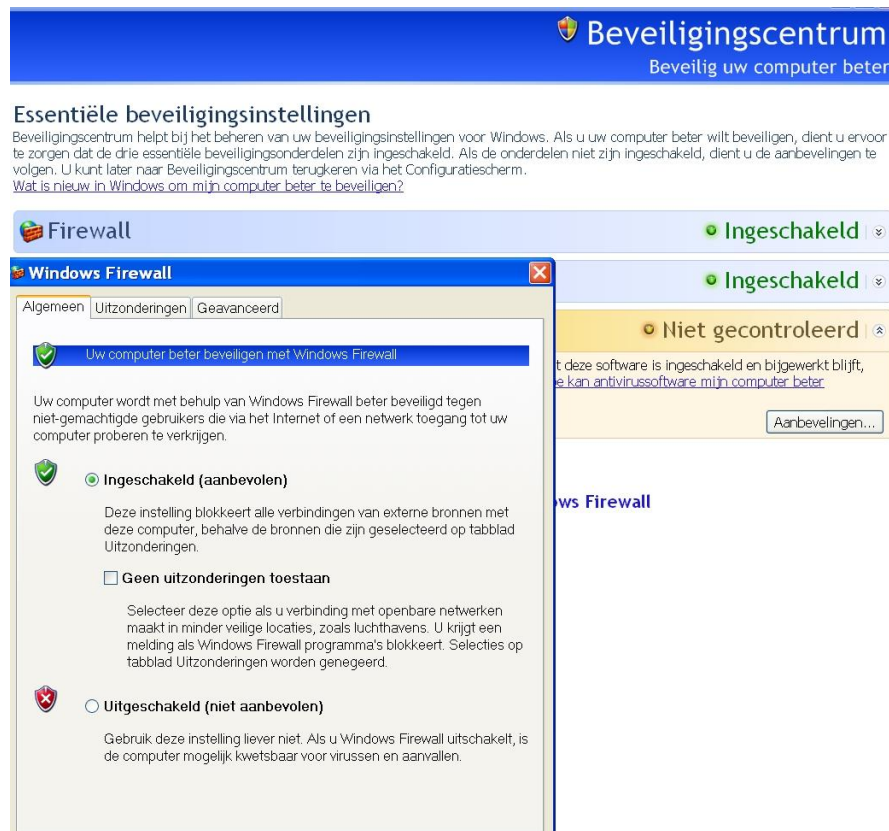 Beveiligingscentrum
Beveilig uw computer beter
Essentiële beveiligingsinstellingen
Beveiligingscentrum helpt bij het beheren van uw beveiligingsinstellingen voor Windows. Als u uw computer beter wilt beveiligen, dient u ervoor
te zorgen dat de drie essentiële beveiligingsonderdelen zijn ingeschakeld. Als de onderdelen niet zijn ingeschakeld, dient u de aanbevelingen te
volgen. U kunt later naar Beveiligingscentrum terugkeren via het Configuratiescherm.
Wat is nieuw in Windows om mijn computer beter te beveiligen?
Firewall
Ingeschakeld
Ingeschakeld
Niet gecontroleerd
deze software is ingeschakeld en bijgewerkt blijft,
kan antivirussoftware mijn computer beter
Aanbevelingen...
Firewall
Windows Firewall
Algemeen Uitzonderingen Geavanceerd
Uw computer beter beveiligen met Windows Firewall
Uw computer wordt met behulp van Windows Firewall beter beveiligd tegen
niet-gemachtigde gebruikers die via het Internet of een netwerk toegang tot uw
computer proberen te verkrijgen.
Ingeschakeld (aanbevolen)
Deze instelling blokkeert alle verbindingen van externe bronnen met
deze computer, behalve de bronnen die zijn geselecteerd op tabblad
Uitzonderingen.
Geen uitzonderingen toestaan
Selecteer deze optie als u verbinding met openbare netwerken
maakt in minder veilige locaties, zoals luchthavens. U krijgt een
melding als Windows Firewall programma's blokkeert. Selecties op
tabblad Uitzonderingen worden genegeerd.
Uitgeschakeld (niet aanbevolen)
Gebruik deze instelling liever niet. Als u Windows Firewall uitschakelt, is
de computer mogelijk kwetsbaar voor virussen en aanvallen.